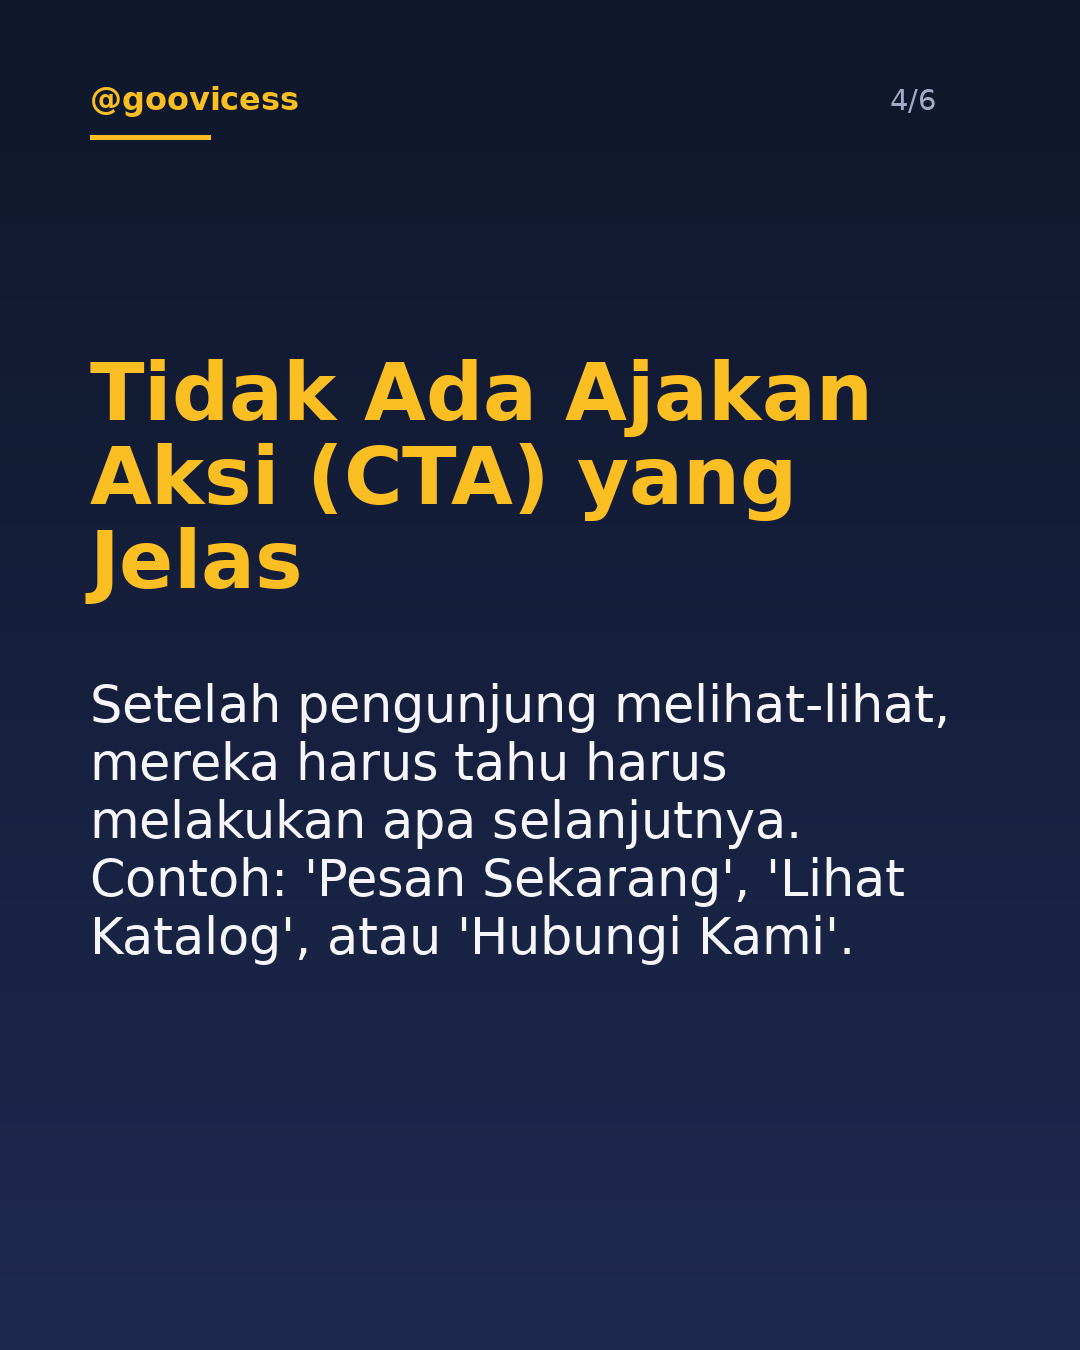 @goovicess
4/6
Tidak Ada Ajakan
Aksi (CTA) yang
Jelas
Setelah pengunjung melihat-lihat,
mereka harus tahu harus
melakukan apa selanjutnya.
Contoh: 'Pesan Sekarang', 'Lihat
Katalog', atau 'Hubungi Kami'.